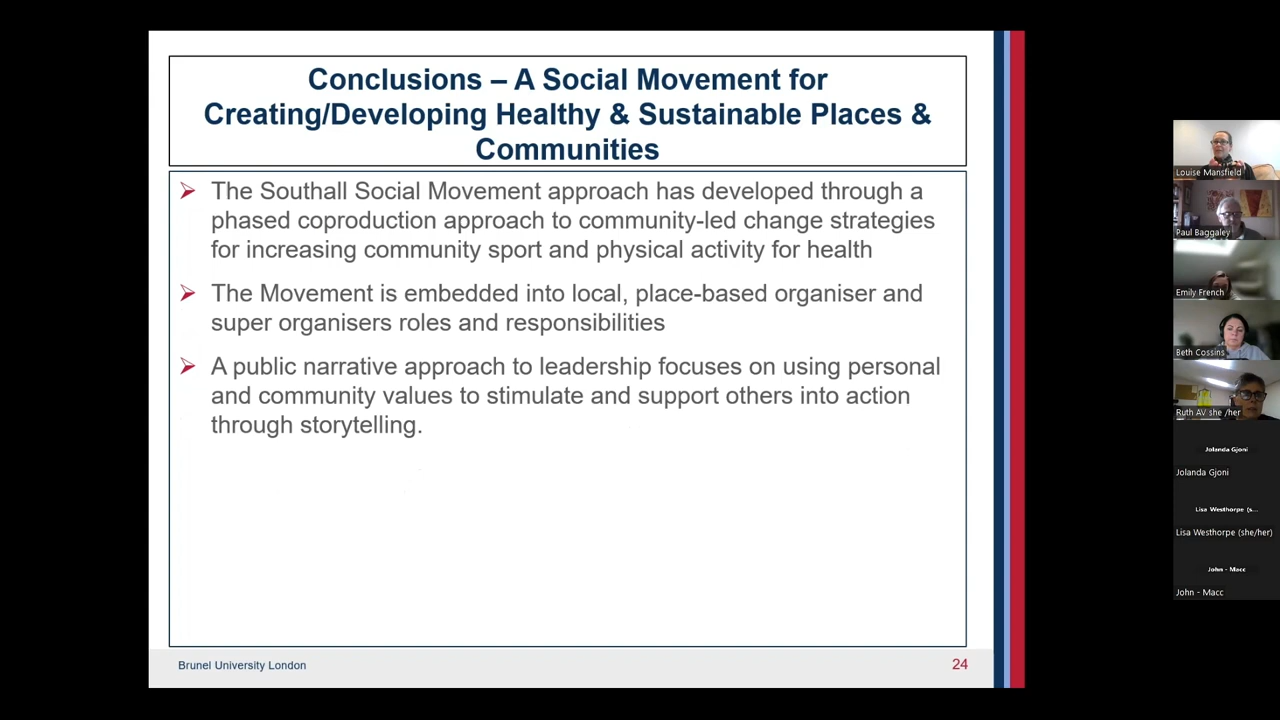 Conclusions – A Social Movement for
Creating/Developing Healthy & Sustainable Places &
Communities
The Southall Social Movement approach has developed through a
phased coproduction approach to community-led change strategies
for increasing community sport and physical activity for health
The Movement is embedded into local, place-based organiser and
super organisers roles and responsibilities
A public narrative approach to leadership focuses on using personal
and community values to stimulate and support others into action
through storytelling.
Brunel University London
24
Louise Mansfield
Paul Baggaley
Emily French
Beth Cossins
Ruth AV she /her
Jolanda Gjoni
Jolanda Gjoni
Lisa Westhorpe (s...
Lisa Westhorpe (she/her)
John - Macc
John - Macc